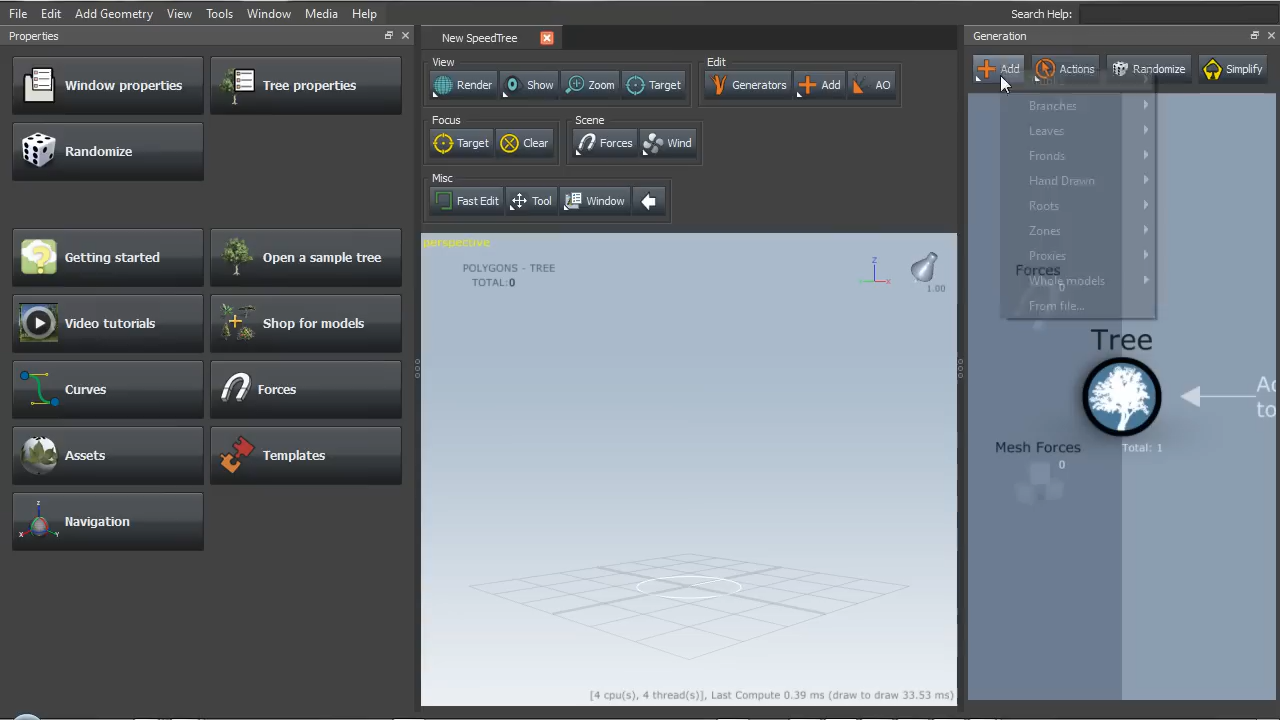 File Edit Add Geometry View Tools Window Media Help
Search Help:
Properties
Window properties
Tree properties
Randomize
Getting started
Open a sample tree
Video tutorials
Shop for models
Curves
Forces
Assets
Templates
Navigation
New SpeedTree
View
Render Show Zoom Target
Edit
Generators Add AO
Focus
Target Clear
Scene
Forces Wind
Misc
Fast Edit Tool Window
perspective
POLYGONS - TREE
TOTAL:0
Z
X
1.00
[4 cpu(s), 4 thread(s)], Last Compute 0.39 ms (draw to draw 33.53 ms)
Generation
Add Actions Randomize Simplify
Branches
Leaves
Fronds
Hand Drawn
Roots
Zones
Proxies
Whole models
From file...
Forces
0
Tree
Total: 1
Mesh Forces
0
to